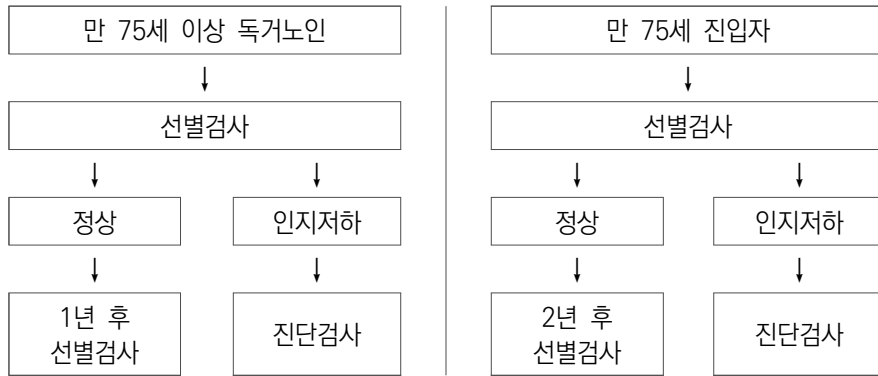 만 75세 이상 독거노인
선별검사
정상
인지저하
1년 후
선별검사
진단검사
만 75세 진입자
선별검사
정상
인지저하
2년 후
선별검사
진단검사